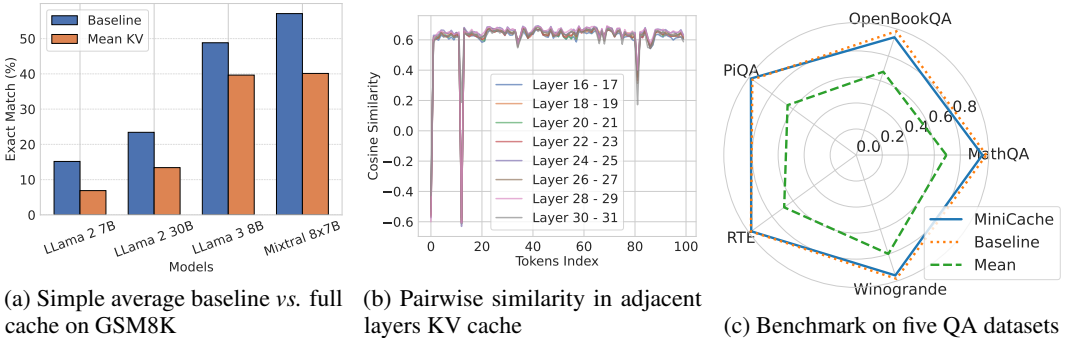 Exact Match (%)
50
40
30
20
10
0
Baseline
Mean KV
LLama 2 7B
LLama 2 30B
LLama 3 8B
Mixtral 8x7B
Models
(a) Simple average baseline vs. full
cache on GSM8K
Cosine Similarity
0.6
0.4
0.2
0.0
−0.2
−0.4
−0.6
Layer 16 - 17
Layer 18 - 19
Layer 20 - 21
Layer 22 - 23
Layer 24 - 25
Layer 26 - 27
Layer 28 - 29
Layer 30 - 31
0
20
40
60
80
100
Tokens Index
(b) Pairwise similarity in adjacent
layers KV cache
OpenBookQA
PiQA
0.8
0.6
0.4
0.2
0.0
MathQA
RTE
Winogrande
MiniCache
Baseline
Mean
(c) Benchmark on five QA datasets